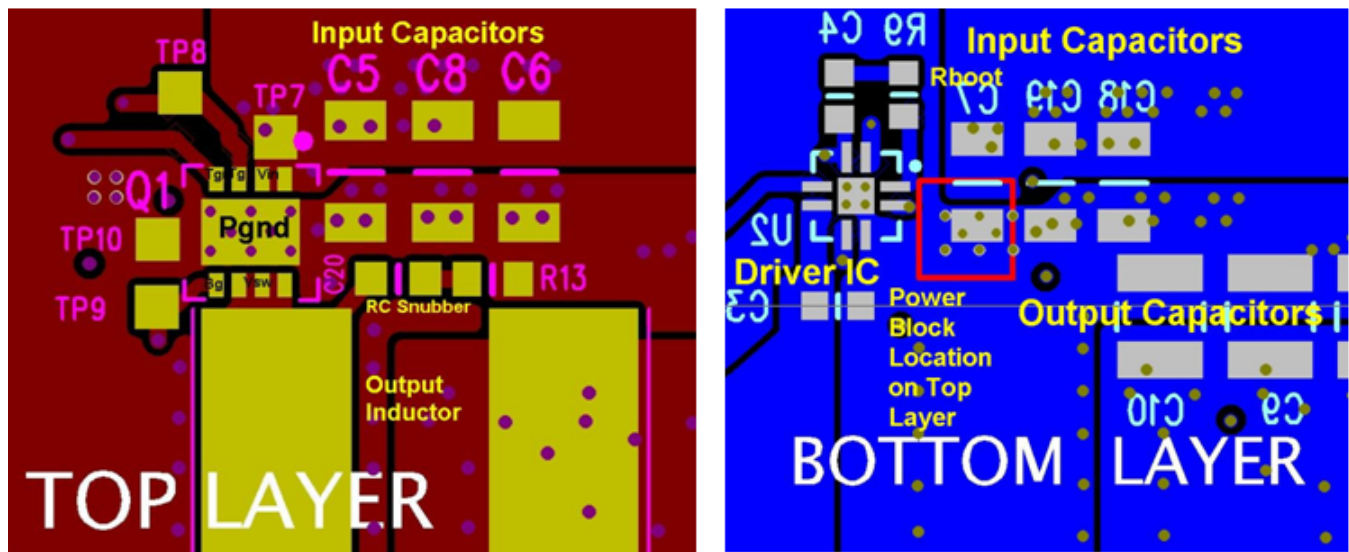 Input Capacitors
TP8
C5 C8 C6
TP7
Tg Tgr Vin
Q1
Pgnd
TP10
Bg Vsw
C20
R13
TP9
RC Snubber
Output
Inductor
TOP LAYER
C4 R9
Input Capacitors
Rboot
C7 C19 C18
U2
Driver IC
C3
Power
Block
Location
on Top
Layer
Output Capacitors
C10 C9
BOTTOM LAYER